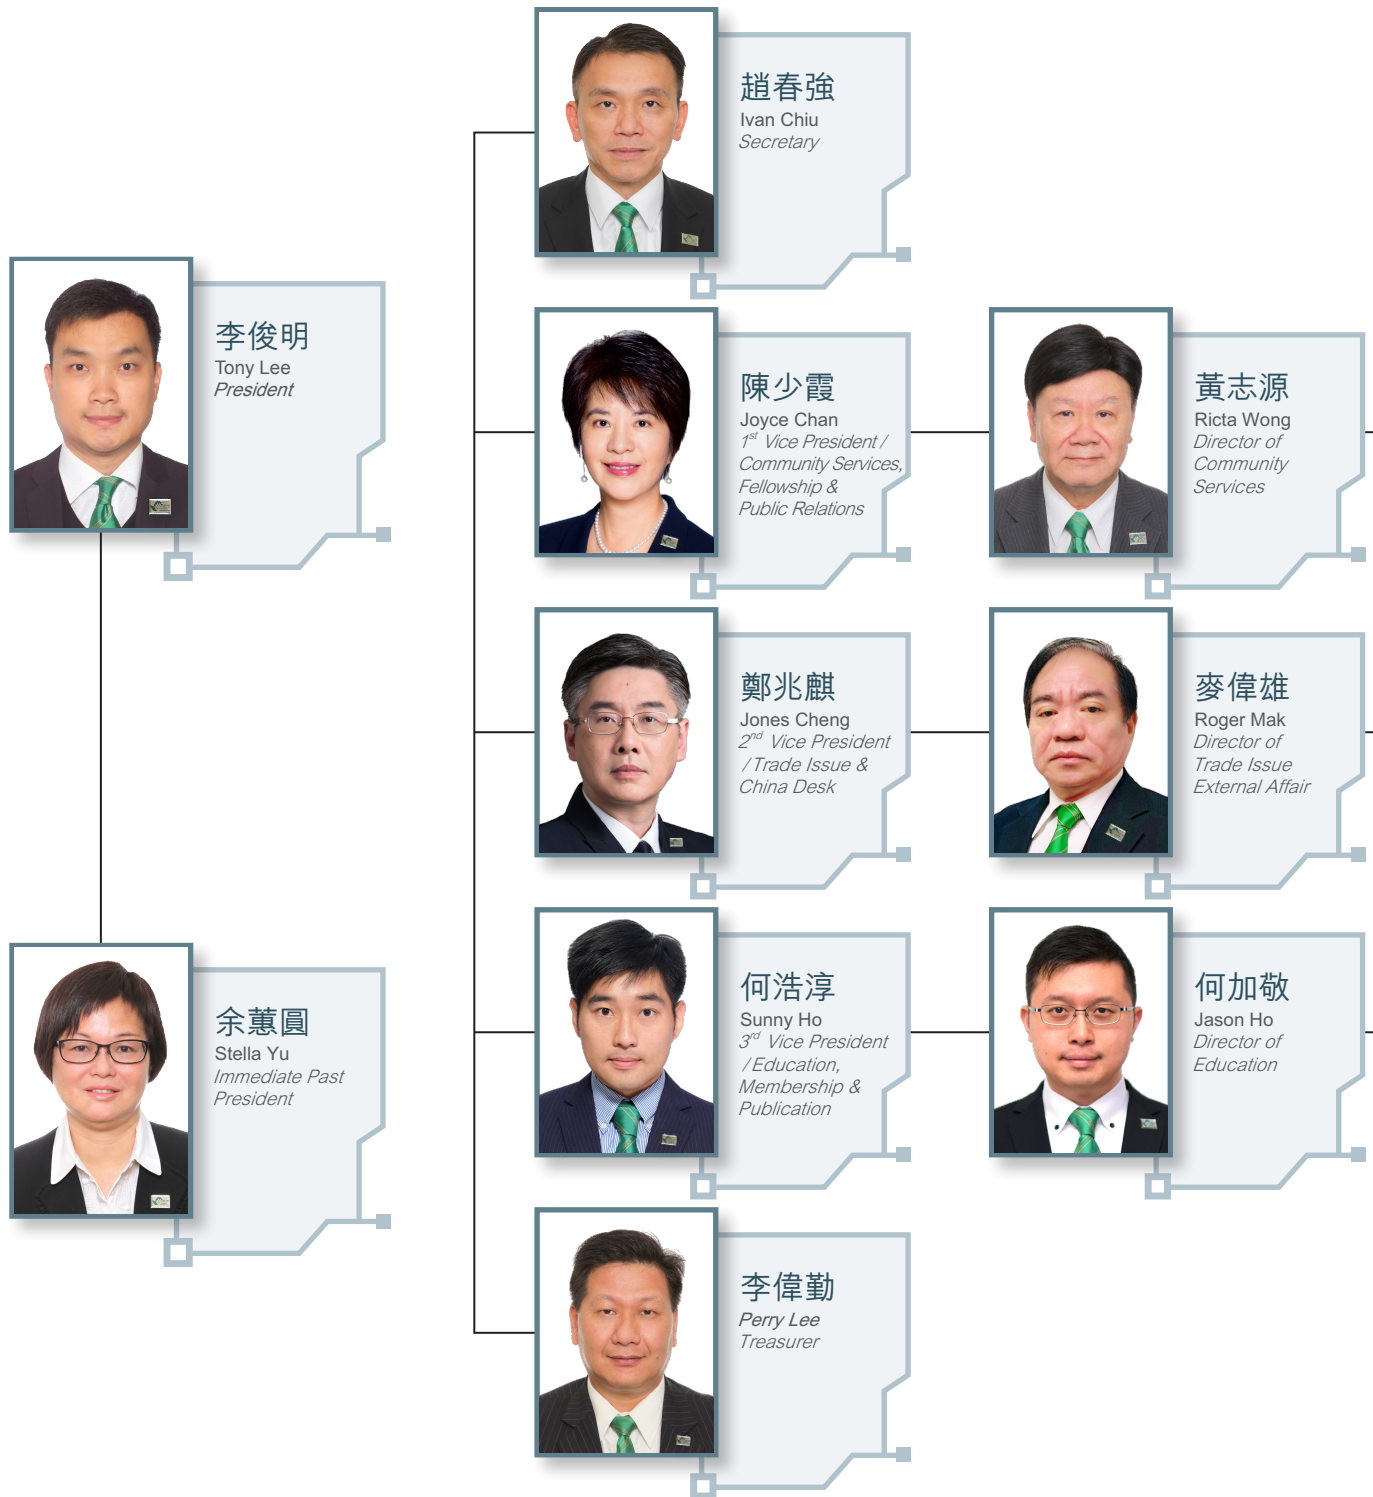 趙春強
Ivan Chiu
Secretary
李俊明
Tony Lee
President
陳少霞
Joyce Chan
1st Vice President /
Community Services,
Fellowship &
Public Relations
黃志源
Ricta Wong
Director of
Community
Services
鄭兆麒
Jones Cheng
2nd Vice President
/ Trade Issue &
China Desk
麥偉雄
Roger Mak
Director of
Trade Issue
External Affair
余蕙圓
Stella Yu
Immediate Past
President
何浩淳
Sunny Ho
3rd Vice President
/ Education,
Membership &
Publication
何加敬
Jason Ho
Director of
Education
李偉勤
Perry Lee
Treasurer